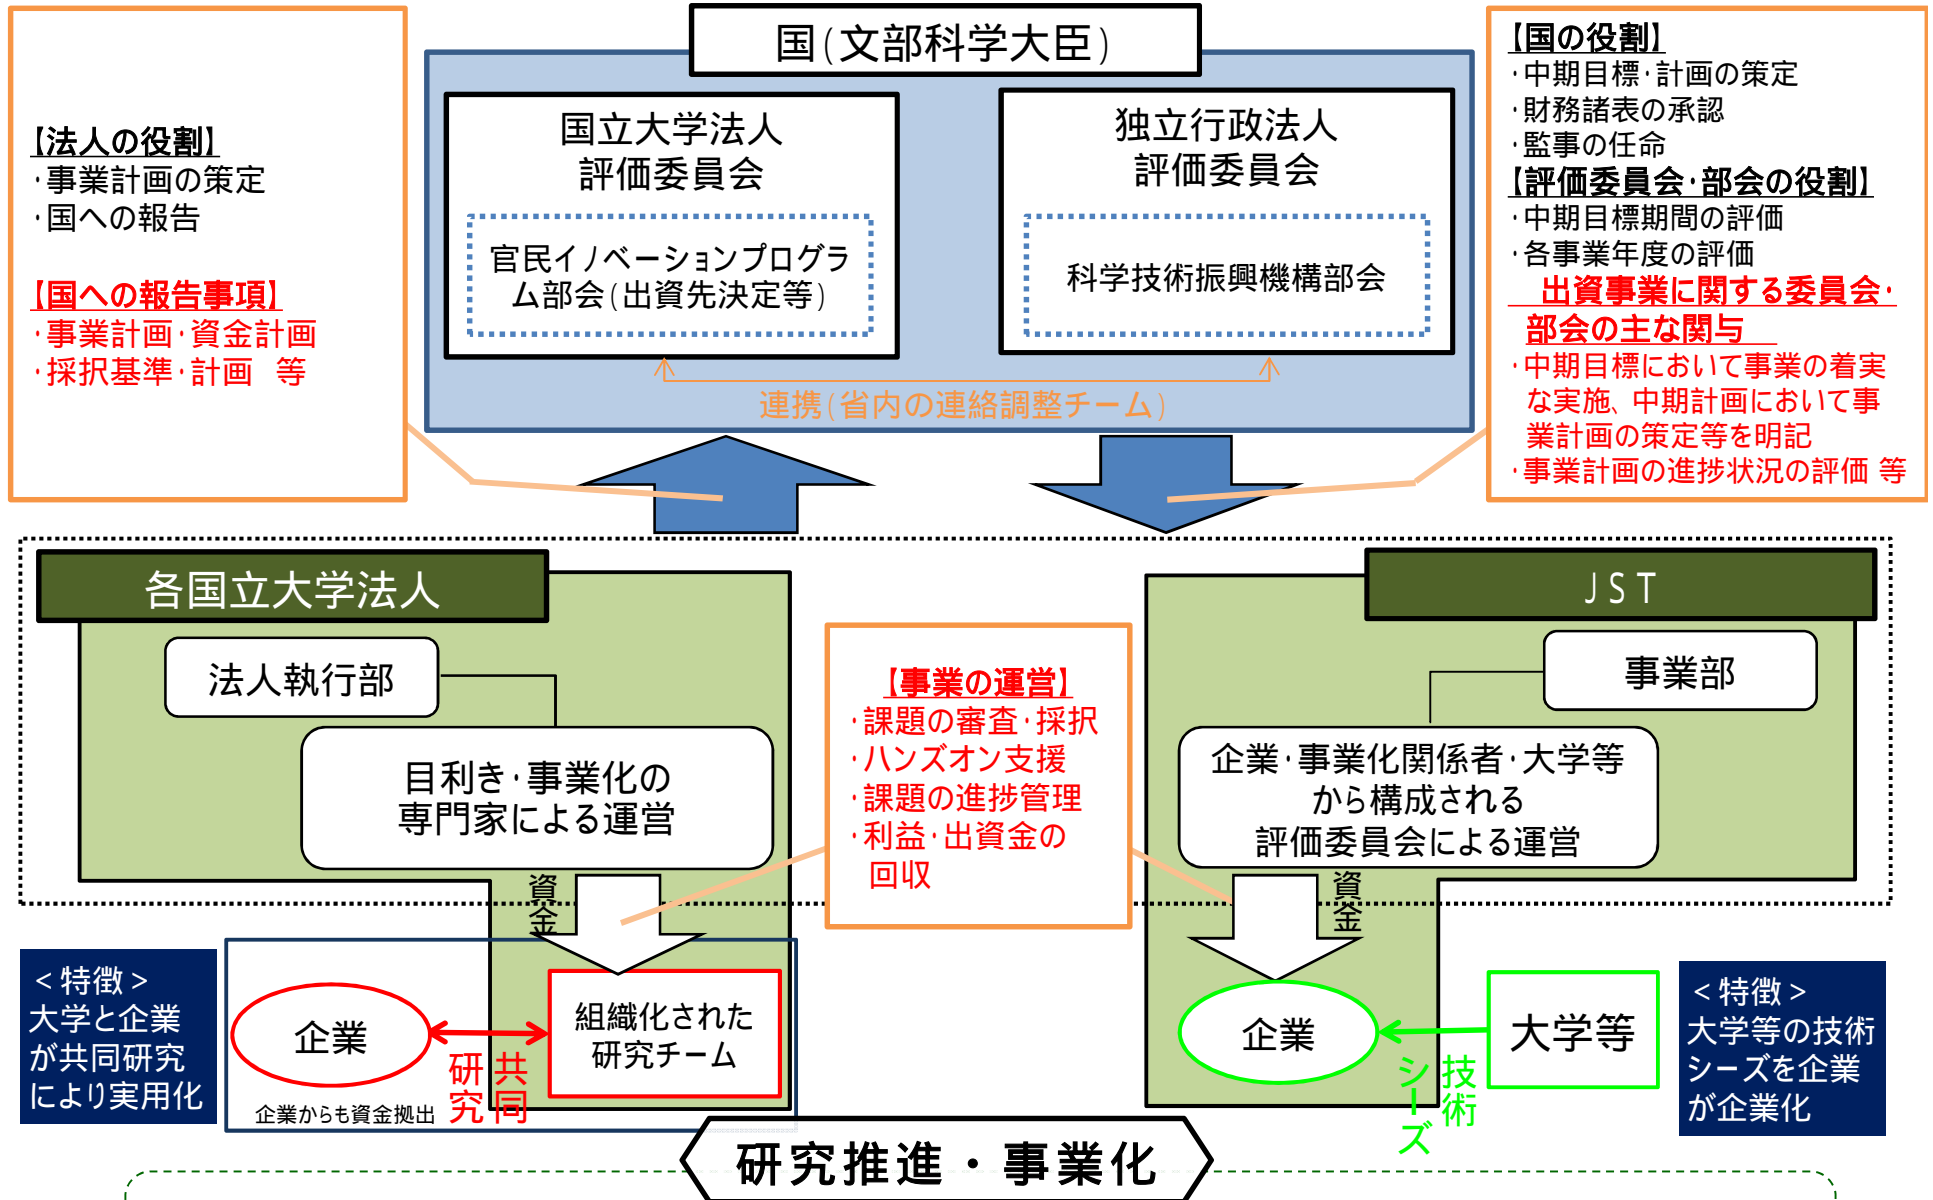 国(文部科学大臣)
【法人の役割】
・事業計画の策定
・国への報告
【国への報告事項】
・事業計画・資金計画
・採択基準・計画　等
国立大学法人
評価委員会
官民イノベーションプログラ
ム部会(出資先決定等)
独立行政法人
評価委員会
科学技術振興機構部会
連携(省内の連絡調整チーム)
【国の役割】
・中期目標・計画の策定
・財務諸表の承認
・監事の任命
【評価委員会・部会の役割】
・中期目標期間の評価
・各事業年度の評価
出資事業に関する委員会・
部会の主な関与
・中期目標において事業の着実
な実施、中期計画において事
業計画の策定等を明記
・事業計画の進捗状況の評価 等
各国立大学法人
法人執行部
目利き・事業化の
専門家による運営
資金
【事業の運営】
・課題の審査・採択
・ハンズオン支援
・課題の進捗管理
・利益・出資金の
回収
JST
事業部
企業・事業化関係者・大学等
から構成される
評価委員会による運営
資金
<特徴>
大学と企業
が共同研究
により実用化
企業
共同
研究
組織化された
研究チーム
企業からも資金拠出
企業
技術
シーズ
大学等
<特徴>
大学等の技術
シーズを企業
が企業化
研究推進・事業化